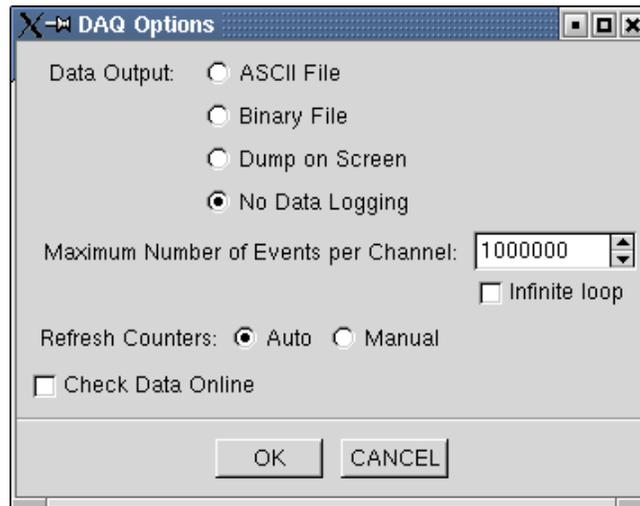 DAQ Options
Data Output: ASCII File
Binary File
Dump on Screen
No Data Logging
Maximum Number of Events per Channel: 1000000
Infinite loop
Refresh Counters: Auto Manual
Check Data Online
OK CANCEL